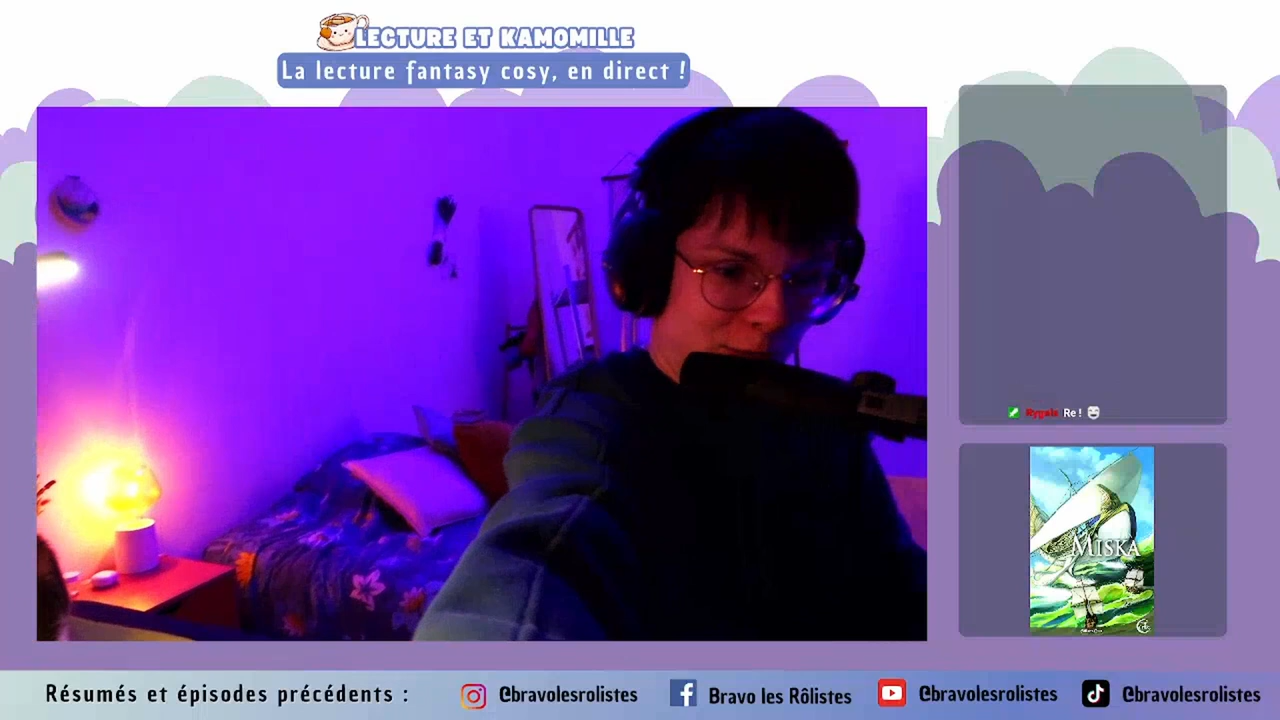 LECTURE ET KAMOMILLE
La lecture fantasy cosy, en direct !
Re !
MISKA
Résumés et épisodes précédents :
@bravolesrolistes
Bravo les Rôlistes
@bravolesrolistes
@bravolesrolistes